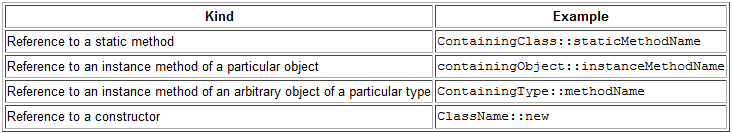 Kind Example
Reference to a static method ContainingClass::staticMethodName
Reference to an instance method of a particular object containingObject::instanceMethodName
Reference to an instance method of an arbitrary object of a particular type ContainingType::methodName
Reference to a constructor ClassName::new